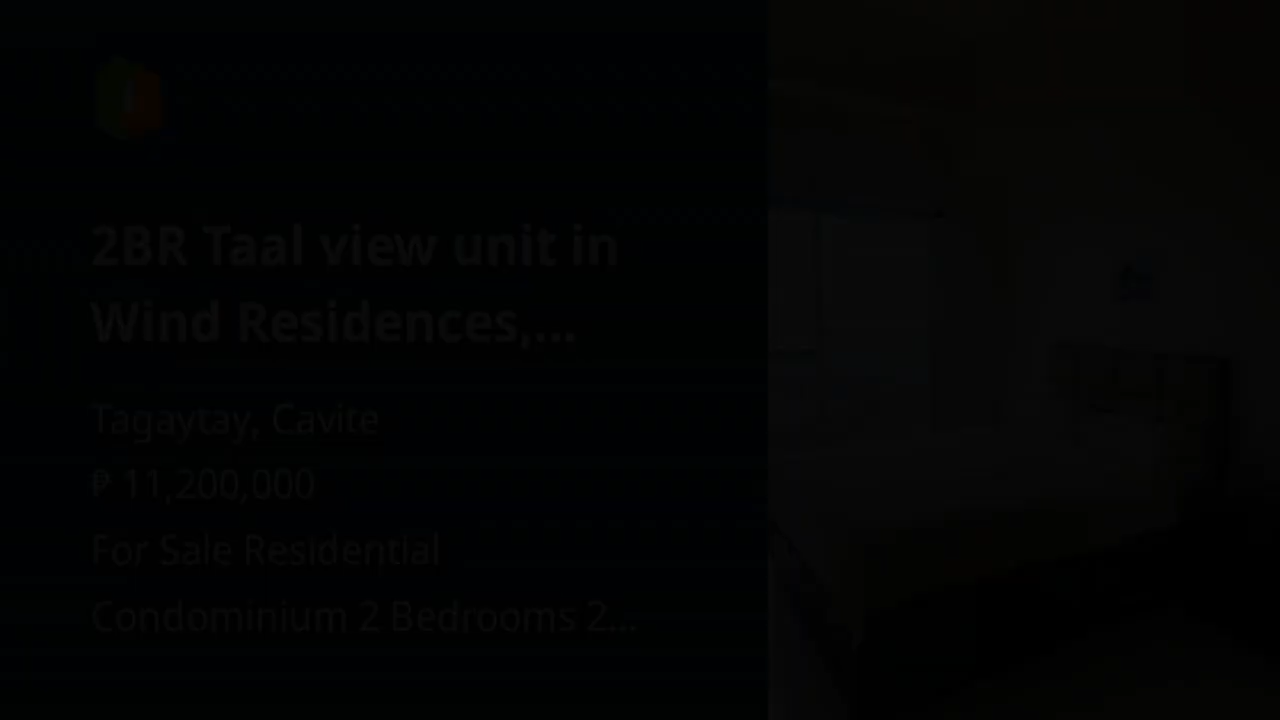 2BR Taal view unit in
Wind Residences,...
Tagaytay, Cavite
₱ 11,200,000
For Sale Residential
Condominium 2 Bedrooms 2...